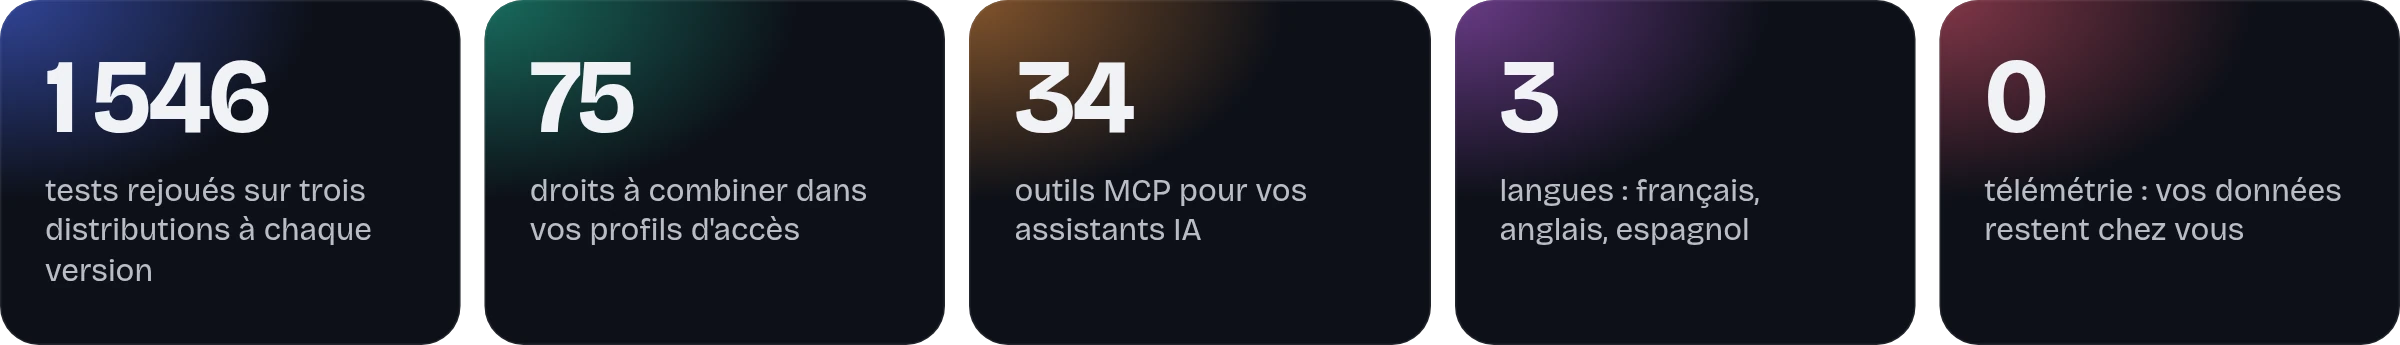 1 546
tests rejoués sur trois
distributions à chaque
version
75
droits à combiner dans
vos profils d'accès
34
outils MCP pour vos
assistants IA
3
langues : français,
anglais, espagnol
0
télémétrie : vos données
restent chez vous